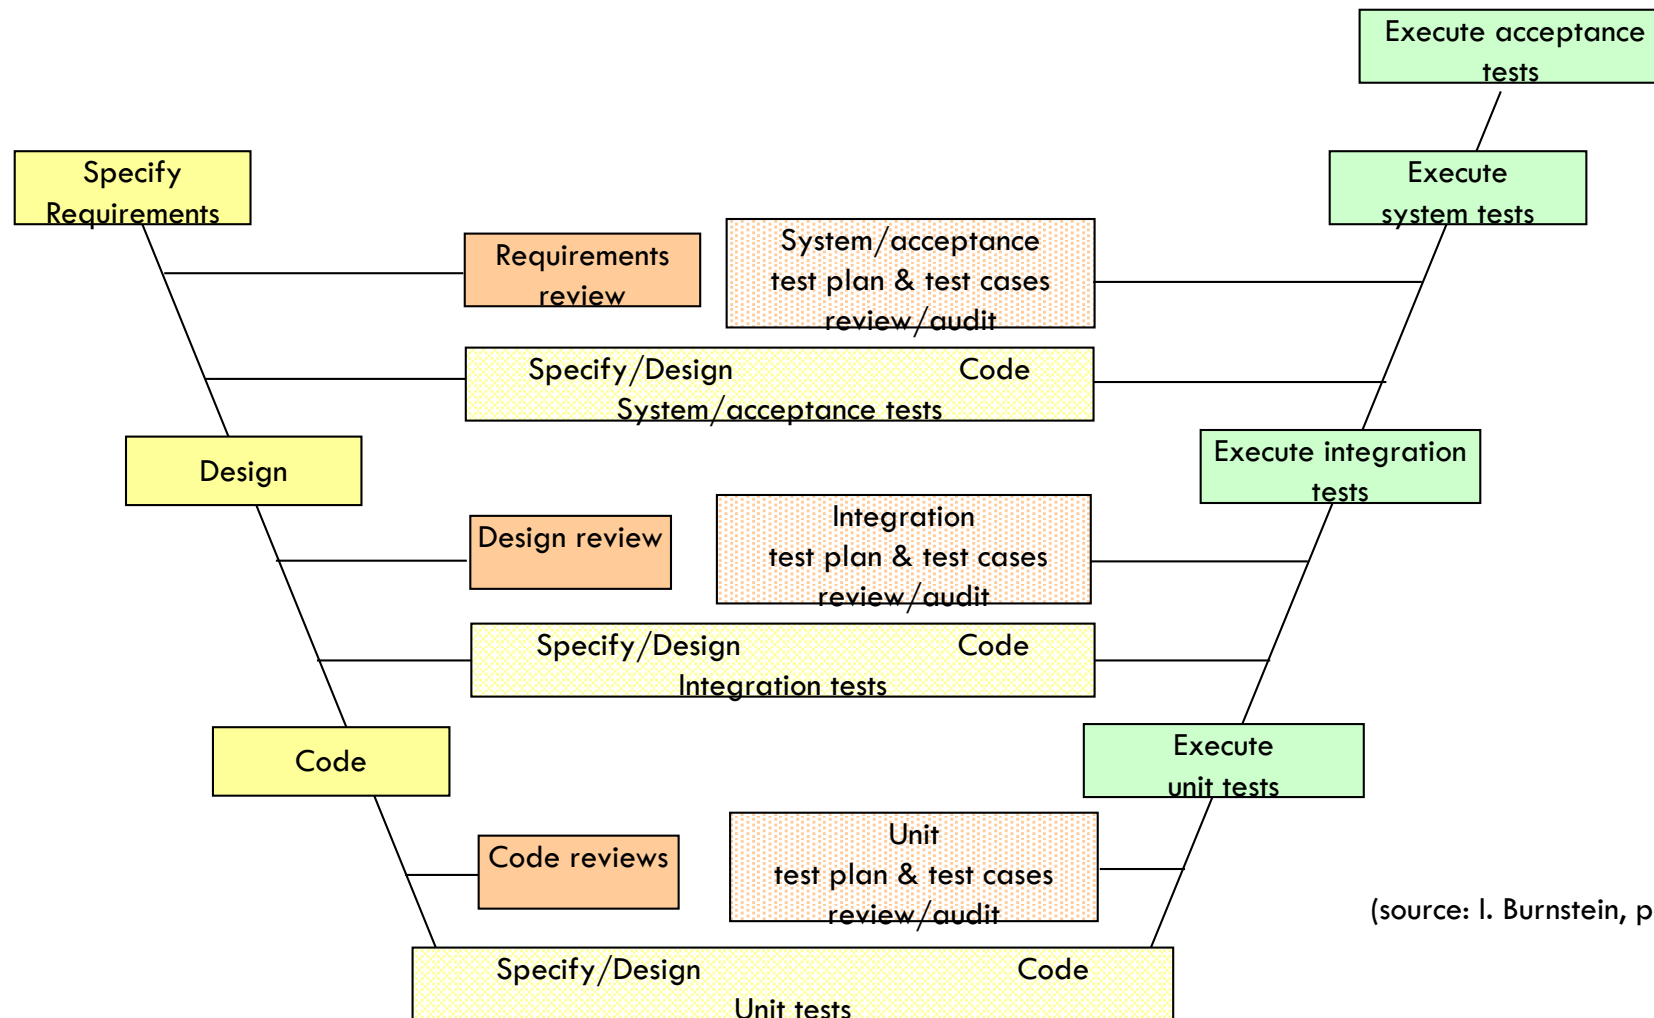 Execute acceptance
tests
Specify
Requirements
Execute
system tests
Requirements
review
System/acceptance
test plan & test cases
review/audit
Specify/Design Code
System/acceptance tests
Design
Execute integration
tests
Design review
Integration
test plan & test cases
review/audit
Specify/Design Code
Integration tests
Code
Execute
unit tests
Code reviews
Unit
test plan & test cases
review/audit
(source: I. Burnstein, p
Specify/Design Code
Unit tests